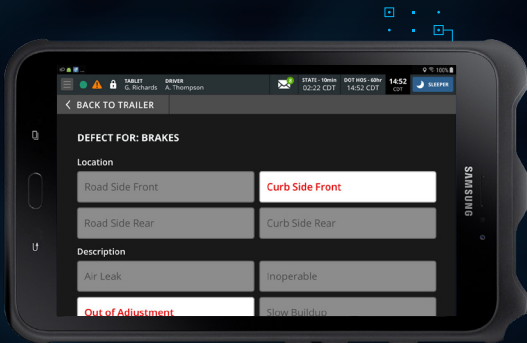 100%
TABLET DRIVER STATE - 10min DOT HOS - 60hr 14:52
G. Richards A. Thompson 02:22 CDT 14:52 CDT CDT SLEEPER
BACK TO TRAILER
DEFECT FOR: BRAKES
Location
Road Side Front Curb Side Front
Road Side Rear Curb Side Rear
Description
Air Leak Inoperable
Out of Adjustment Slow Buildup
SAMSUNG